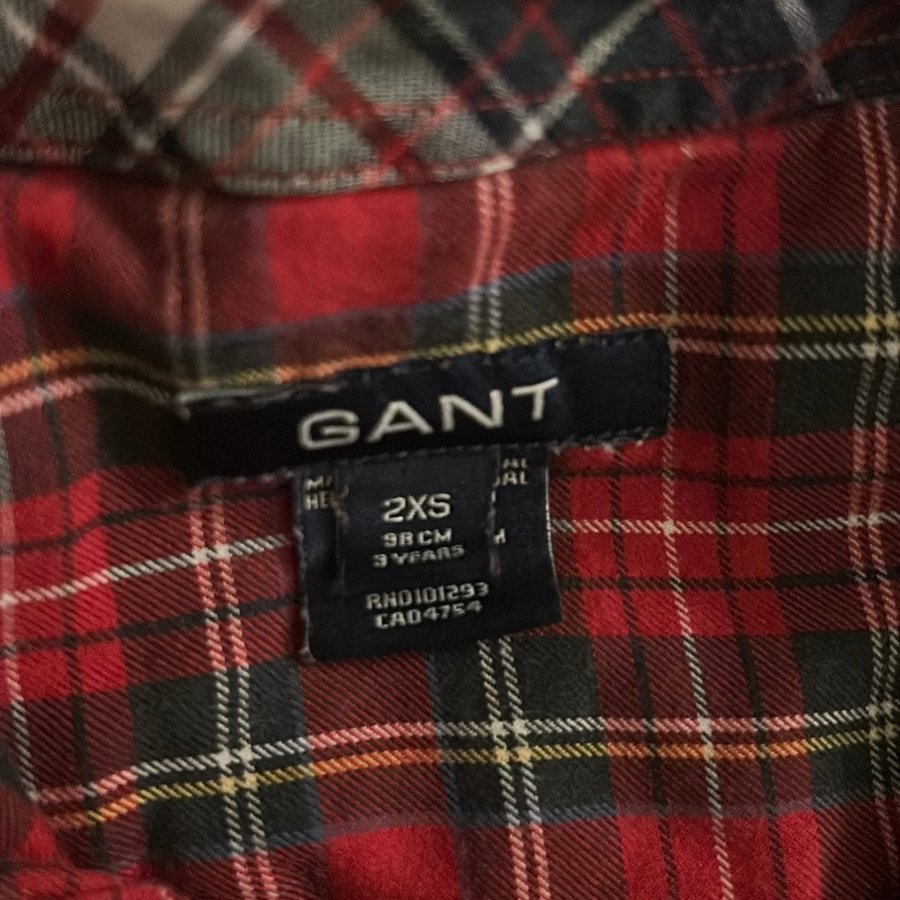 GANT
2XS
98 CM
3 YEARS
RN0101293
CA04754